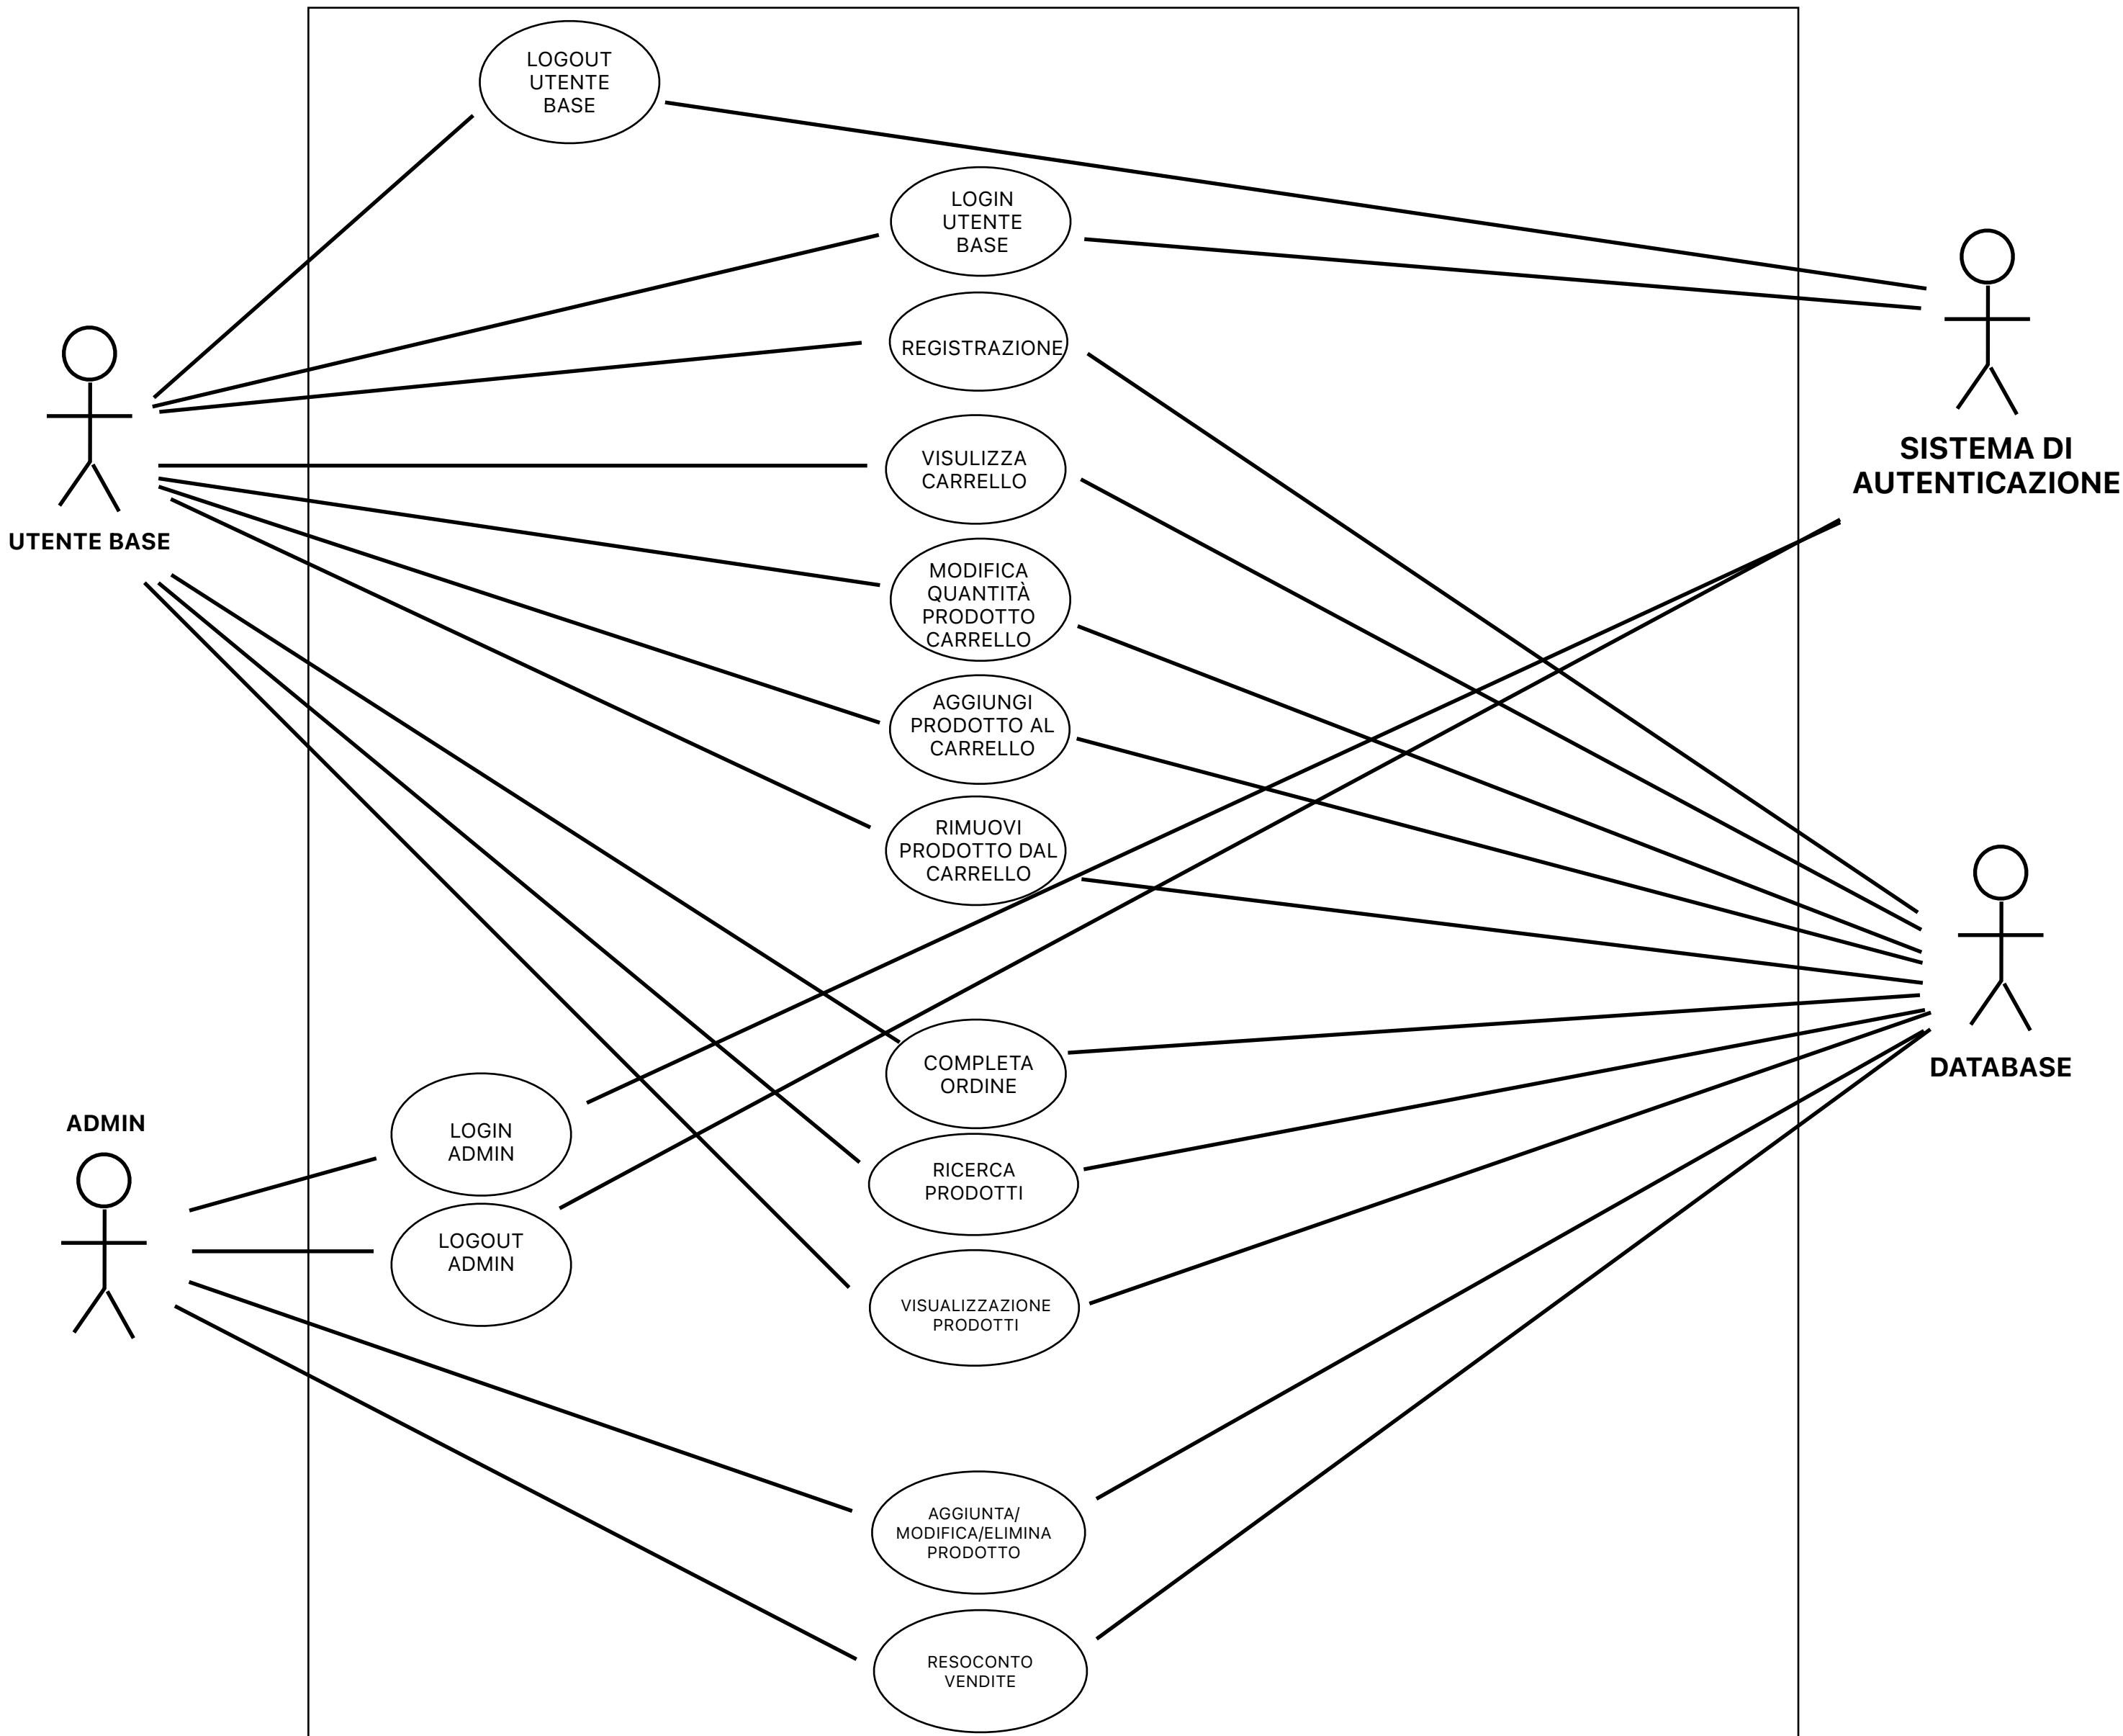 LOGOUT
UTENTE
BASE
LOGIN
UTENTE
BASE
REGISTRAZIONE
SISTEMA DI
AUTENTICAZIONE
VISULIZZA
CARRELLO
UTENTE BASE
MODIFICA
QUANTITÀ
PRODOTTO
CARRELLO
AGGIUNGI
PRODOTTO AL
CARRELLO
RIMUOVI
PRODOTTO DAL
CARRELLO
COMPLETA
ORDINE
DATABASE
ADMIN
LOGIN
ADMIN
RICERCA
PRODOTTI
LOGOUT
ADMIN
VISUALIZZAZIONE
PRODOTTI
AGGIUNTA/
MODIFICA/ELIMINA
PRODOTTO
RESOCONTO
VENDITE